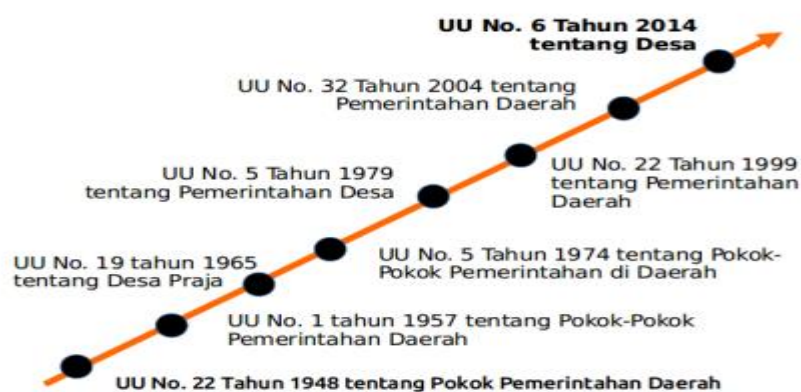 UU No. 6 Tahun 2014
tentang Desa
UU No. 32 Tahun 2004 tentang
Pemerintahan Daerah
UU No. 5 Tahun 1979
tentang Pemerintahan Desa
UU No. 22 Tahun 1999
tentang Pemerintahan
Daerah
UU No. 19 tahun 1965
tentang Desa Praja
UU No. 5 Tahun 1974 tentang Pokok-
Pokok Pemerintahan di Daerah
UU No. 1 tahun 1957 tentang Pokok-Pokok
Pemerintahan Daerah
UU No. 22 Tahun 1948 tentang Pokok Pemerintahan Daerah